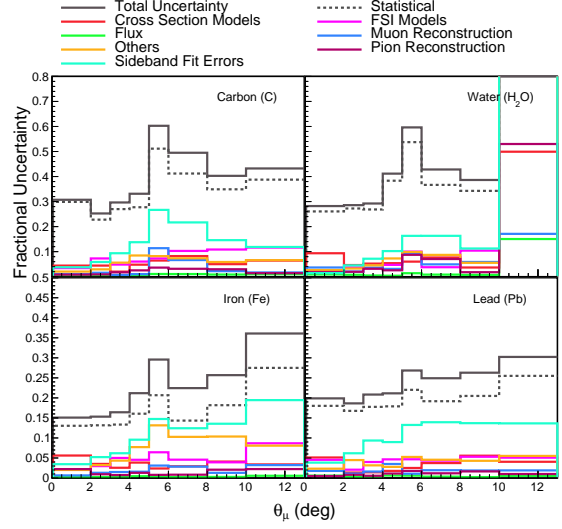 Total Uncertainty
Statistical
Cross Section Models
FSI Models
Flux
Muon Reconstruction
Others
Pion Reconstruction
Sideband Fit Errors
Fractional Uncertainty
0.8
0.7
0.6
0.5
0.4
0.3
0.2
0.1
Carbon (C)
Water (H₂O)
0.5
0.45
0.4
0.35
0.3
0.25
0.2
0.15
0.1
0.05
0
Iron (Fe)
Lead (Pb)
0 2 4 6 8 10 12
0 2 4 6 8 10 12
θμ (deg)